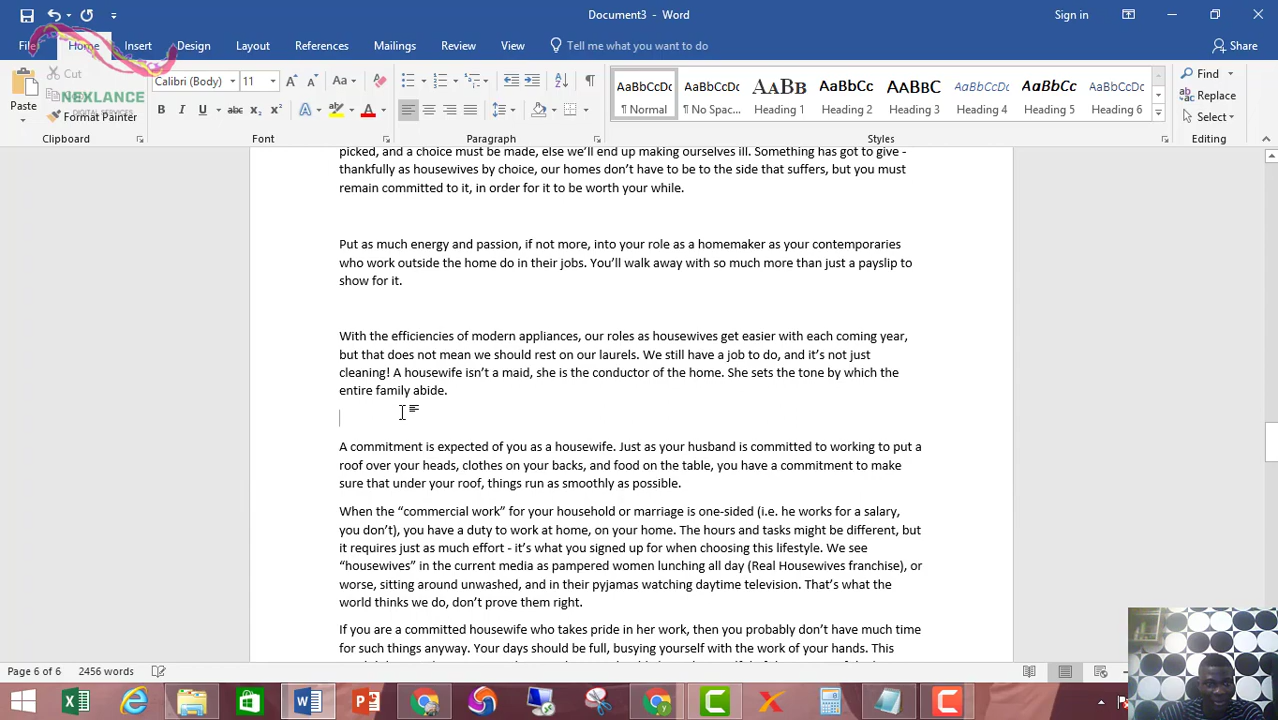 Document3 - Word
Sign in
File
Home
Insert
Design
Layout
References
Mailings
Review
View
Tell me what you want to do
Share
Paste
Cut
Format Painter
NEXLANCE
DIGITAL SERVICES
Calibri (Body)
11
AaBbCcDc
AaBbCcDc
AaBb
AaBbCc
AaBBC
AaBbCcDc
AaBbCc
AaBbCcDc
¶ Normal
¶ No Spac...
Heading 1
Heading 2
Heading 3
Heading 4
Heading 5
Heading 6
Find
Replace
Select
Clipboard
Font
Paragraph
Styles
Editing
picked, and a choice must be made, else we'll end up making ourselves ill. Something has got to give -
thankfully as housewives by choice, our homes don't have to be to the side that suffers, but you must
remain committed to it, in order for it to be worth your while.
Put as much energy and passion, if not more, into your role as a homemaker as your contemporaries
who work outside the home do in their jobs. You'll walk away with so much more than just a payslip to
show for it.
With the efficiencies of modern appliances, our roles as housewives get easier with each coming year,
but that does not mean we should rest on our laurels. We still have a job to do, and it's not just
cleaning! A housewife isn't a maid, she is the conductor of the home. She sets the tone by which the
entire family abide.
A commitment is expected of you as a housewife. Just as your husband is committed to working to put a
roof over your heads, clothes on your backs, and food on the table, you have a commitment to make
sure that under your roof, things run as smoothly as possible.
When the “commercial work” for your household or marriage is one-sided (i.e. he works for a salary,
you don't), you have a duty to work at home, on your home. The hours and tasks might be different, but
it requires just as much effort - it's what you signed up for when choosing this lifestyle. We see
“housewives” in the current media as pampered women lunching all day (Real Housewives franchise), or
worse, sitting around unwashed, and in their pyjamas watching daytime television. That's what the
world thinks we do, don't prove them right.
If you are a committed housewife who takes pride in her work, then you probably don't have much time
for such things anyway. Your days should be full, busying yourself with the work of your hands. This
Page 6 of 6
2456 words